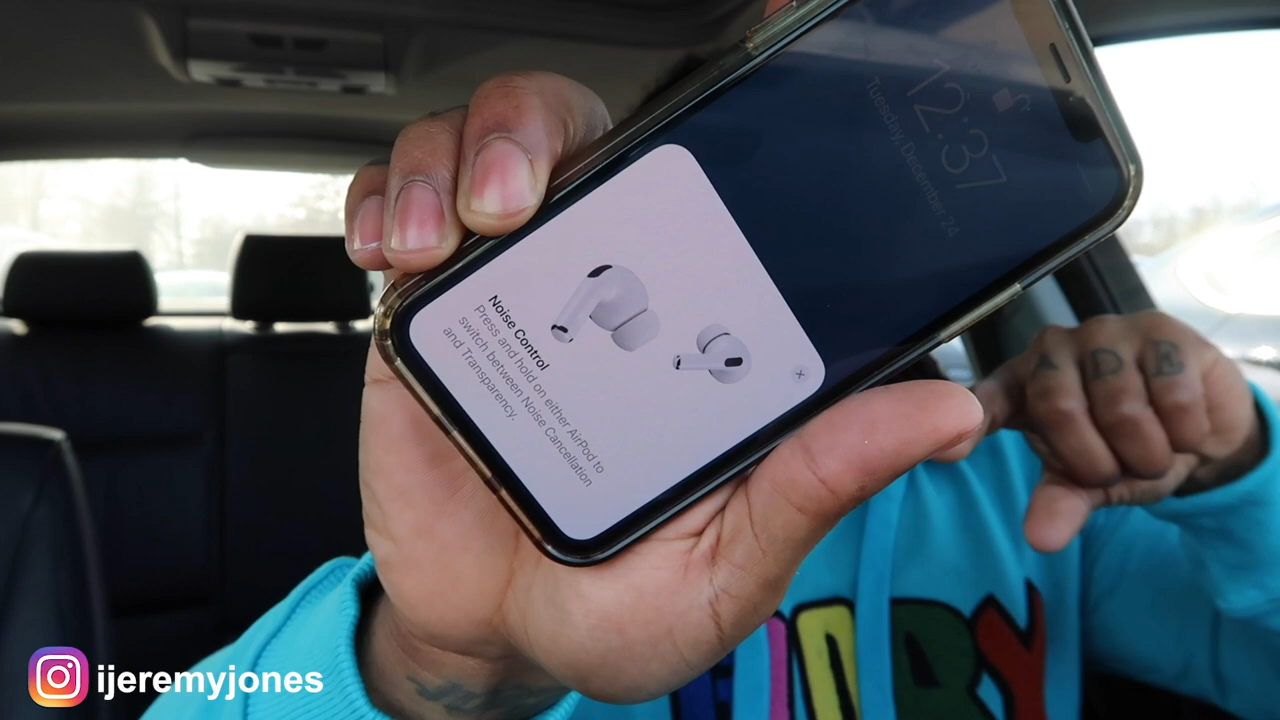 12:37
Tuesday, December 24
Noise Control
Press and hold on either AirPod to
switch between Noise Cancellation
and Transparency.
ADE
ijeremyjones